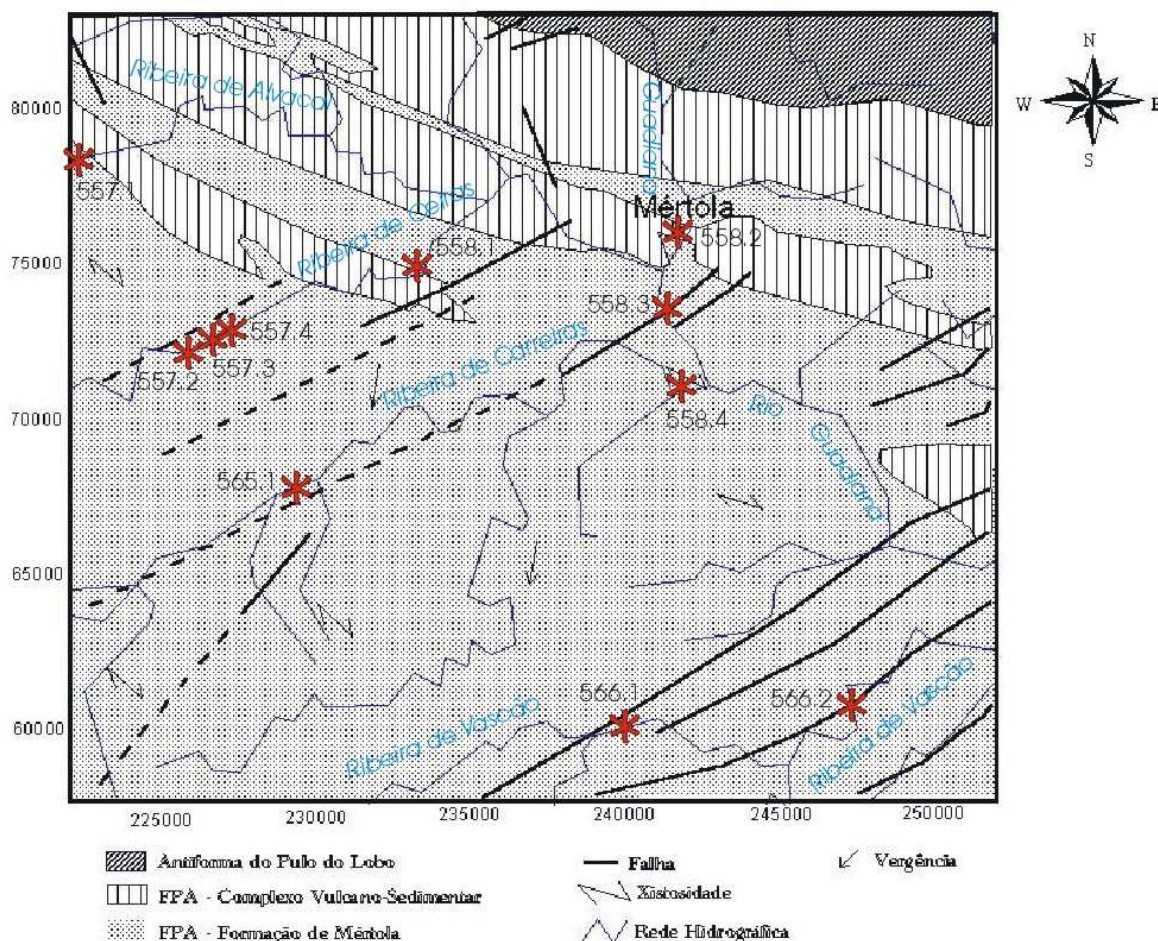 N
W
E
S
80000
75000
70000
65000
60000
Ribeira de Alvacal
Guadiana
557.1
Ribeira de Oeiras
558.1
Mértola
558.2
558.3
557.4
557.3
557.2
Ribeira de Carreiras
558.4
Rio
Guadiana
565.1
566.1
566.2
Ribeira de Vascão
Ribeira de Vascão
225000
230000
235000
240000
245000
250000
Antiforma do Pulo do Lobo
Falha
Vergência
FPA - Complexo Vulcano-Sedimentar
Xistosidade
FPA - Formação de Mértola
Rede Hidrográfica